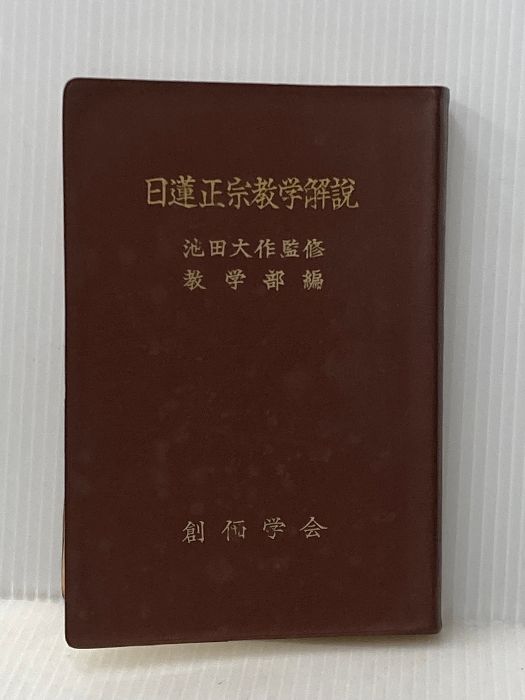 日蓮正宗教学解說
池田大作監修
教学部編
創価学会